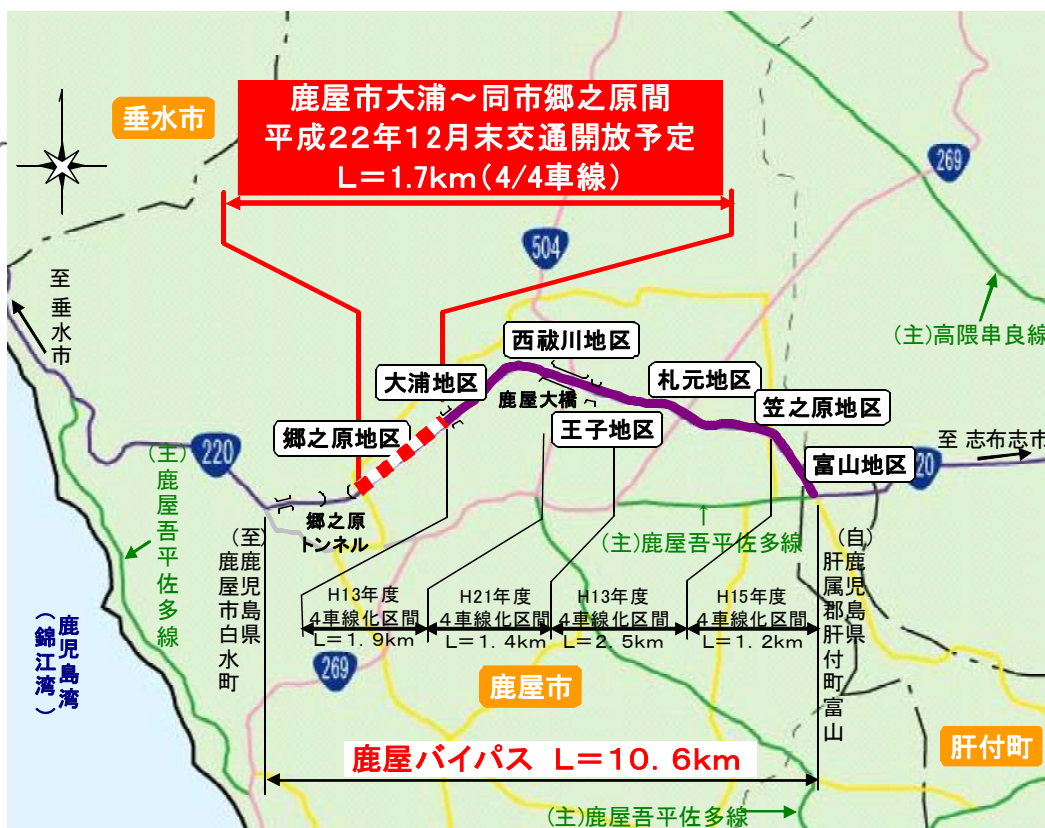 鹿屋市大浦～同市郷之原間
平成22年12月末交通開放予定
L＝1.7km（4/4車線）
垂水市
269
504
至 垂水市
(主)高隈串良線
西祓川地区
大浦地区
札元地区
鹿屋大橋
笠之原地区
王子地区
郷之原地区
至 志布志市
220
富山地区
20
(主)鹿屋吾平佐多線
郷之原
トンネル
(主)鹿屋吾平佐多線
(至)鹿児島県
鹿屋市白水町
(自)鹿児島県
肝属郡肝付町富山
H13年度
4車線化区間
L＝1.9km
H21年度
4車線化区間
L＝1.4km
H13年度
4車線化区間
L＝2.5km
H15年度
4車線化区間
L＝1.2km
鹿児島湾
（錦江湾）
269
鹿屋市
肝付町
鹿屋バイパス L＝10.6km
(主)鹿屋吾平佐多線